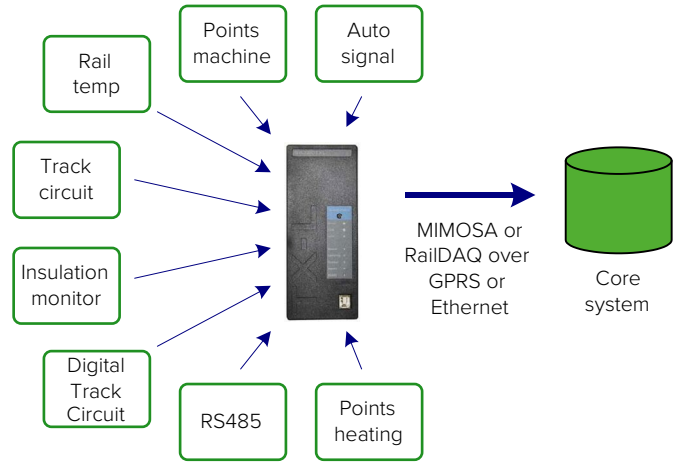 Points
machine
Auto
signal
Rail
temp
Track
circuit
Insulation
monitor
Digital
Track
Circuit
RS485
Points
heating
MIMOSA or
RailDAQ over
GPRS or
Ethernet
Core
system